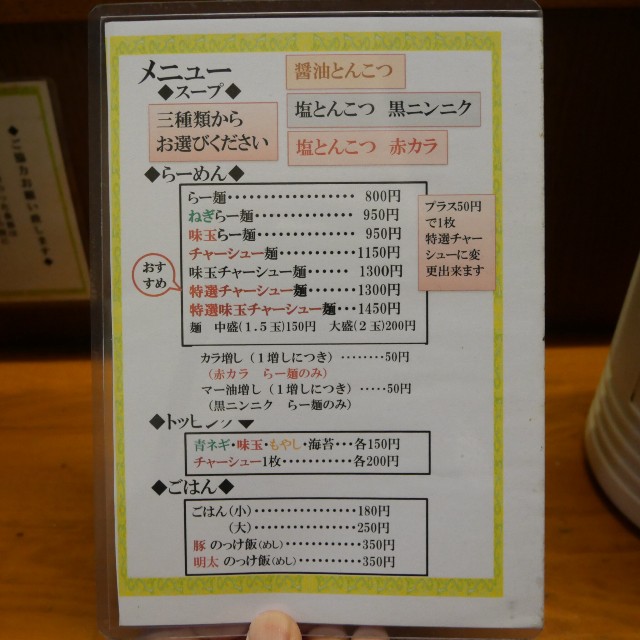 メニュー
◆スープ◆
三種類から
お選びください
醤油とんこつ
塩とんこつ 黒ニンニク
塩とんこつ 赤カラ
◆らーめん◆
らー麺・・・・・・・・・・・・・・・・・・・ 800円
ねぎらー麺・・・・・・・・・・・・・・・ 950円
味玉らー麺・・・・・・・・・・・・・・・ 950円
チャーシュー麺・・・・・・・・・・・1150円
味玉チャーシュー麺・・・・・・ 1300円
特選チャーシュー麺・・・・・・・1300円
特選味玉チャーシュー麺・・・1450円
麺 中盛(1.5玉)150円 大盛(2玉)200円
おす
すめ
プラス50円
で1枚
特選チャー
シューに変
更出来ます
カラ増し(1増しにつき)・・・・・・・・50円
(赤カラ らー麺のみ)
マー油増し(1増しにつき)・・・・・50円
(黒ニンニク らー麺のみ)
◆トッピング◆
青ネギ・味玉・もやし・海苔・・・各150円
チャーシュー1枚・・・・・・・・・・・各200円
◆ごはん◆
ごはん(小)・・・・・・・・・・・・・・・・180円
(大)・・・・・・・・・・・・・・・・250円
豚 のっけ飯(めし)・・・・・・・・・・・・350円
明太 のっけ飯(めし)・・・・・・・・・・350円
◆ご協力お願い致します◆